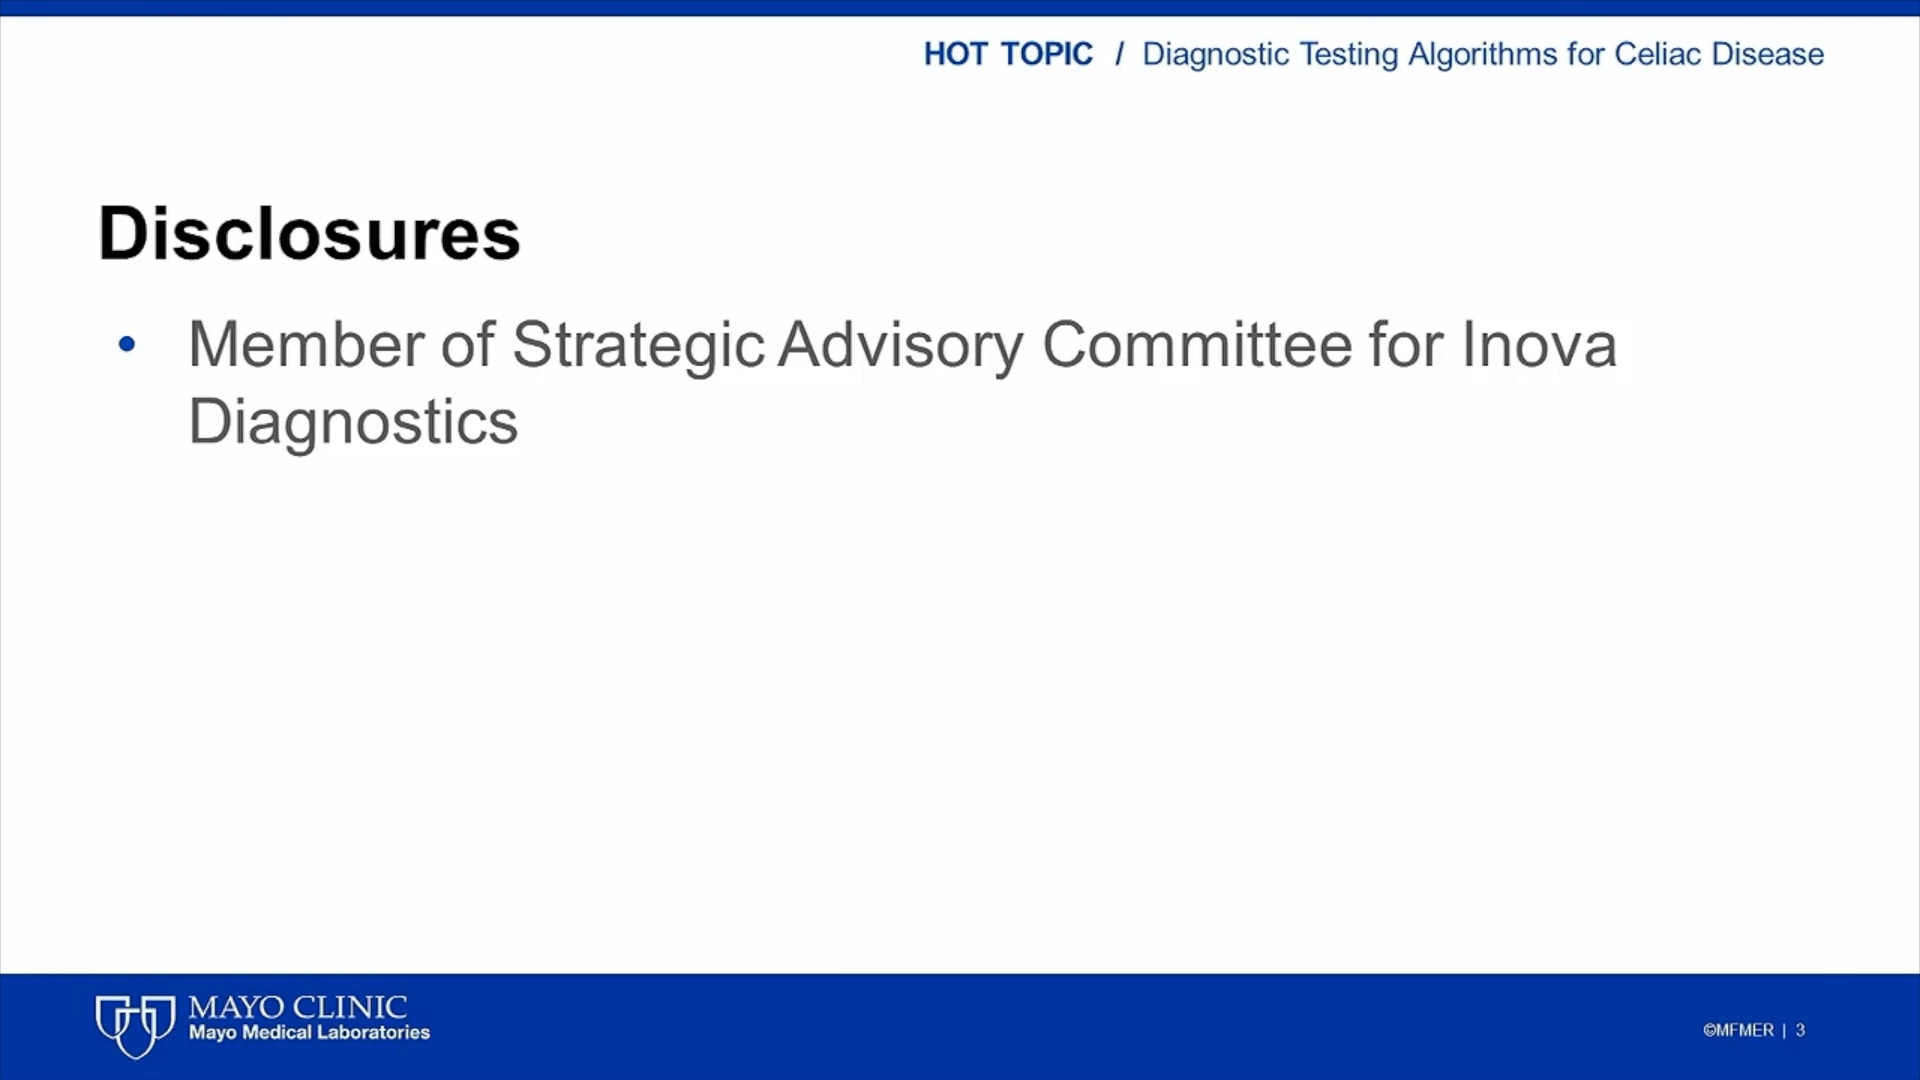 HOT TOPIC / Diagnostic Testing Algorithms for Celiac Disease
Disclosures
• Member of Strategic Advisory Committee for Inova
Diagnostics
MAYO CLINIC
Mayo Medical Laboratories
©MFMER | 3